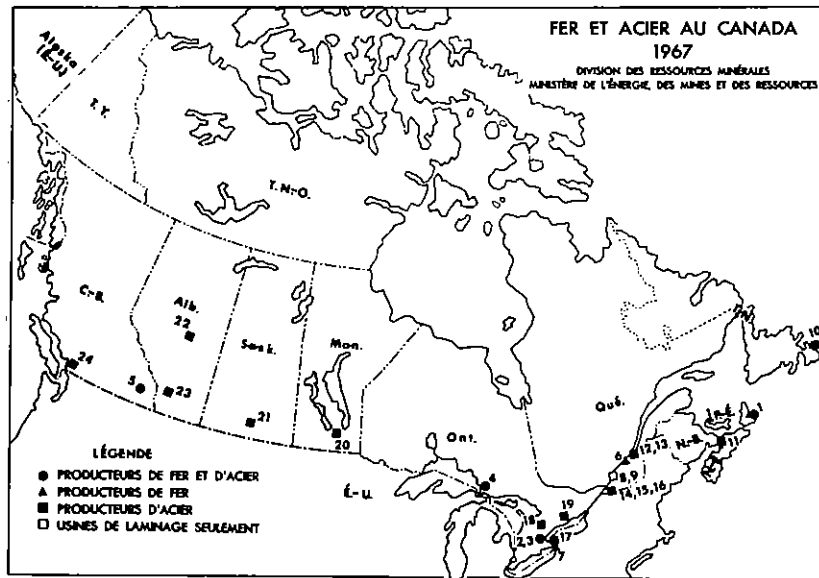 FER ET ACIER AU CANADA
1967
DIVISION DES RESSOURCES MINÉRALES
MINISTÈRE DE L'ÉNERGIE, DES MINES ET DES RESSOURCES
Alaska
(É-U.)
T.Y.
T.N.-O.
C.-B.
Alb.
Sask.
Man.
Ont.
Qué.
N.-B.
É.-U.
10
22
24
5
23
21
20
1
11
6
12,13
8,9
14,15,16
4
19
18
2,3
17
7
LÉGENDE
PRODUCTEURS DE FER ET D'ACIER
PRODUCTEURS DE FER
PRODUCTEURS D'ACIER
USINES DE LAMINAGE SEULEMENT